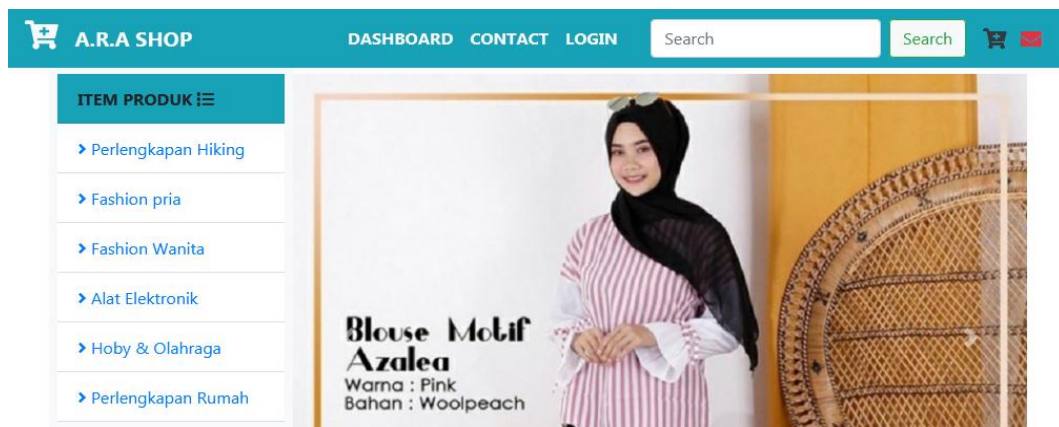 A.R.A SHOP
DASHBOARD CONTACT LOGIN
Search
Search
ITEM PRODUK
Perlengkapan Hiking
Fashion pria
Fashion Wanita
Alat Elektronik
Hoby & Olahraga
Perlengkapan Rumah
Blouse Motif
Azalea
Warna : Pink
Bahan : Woolpeach